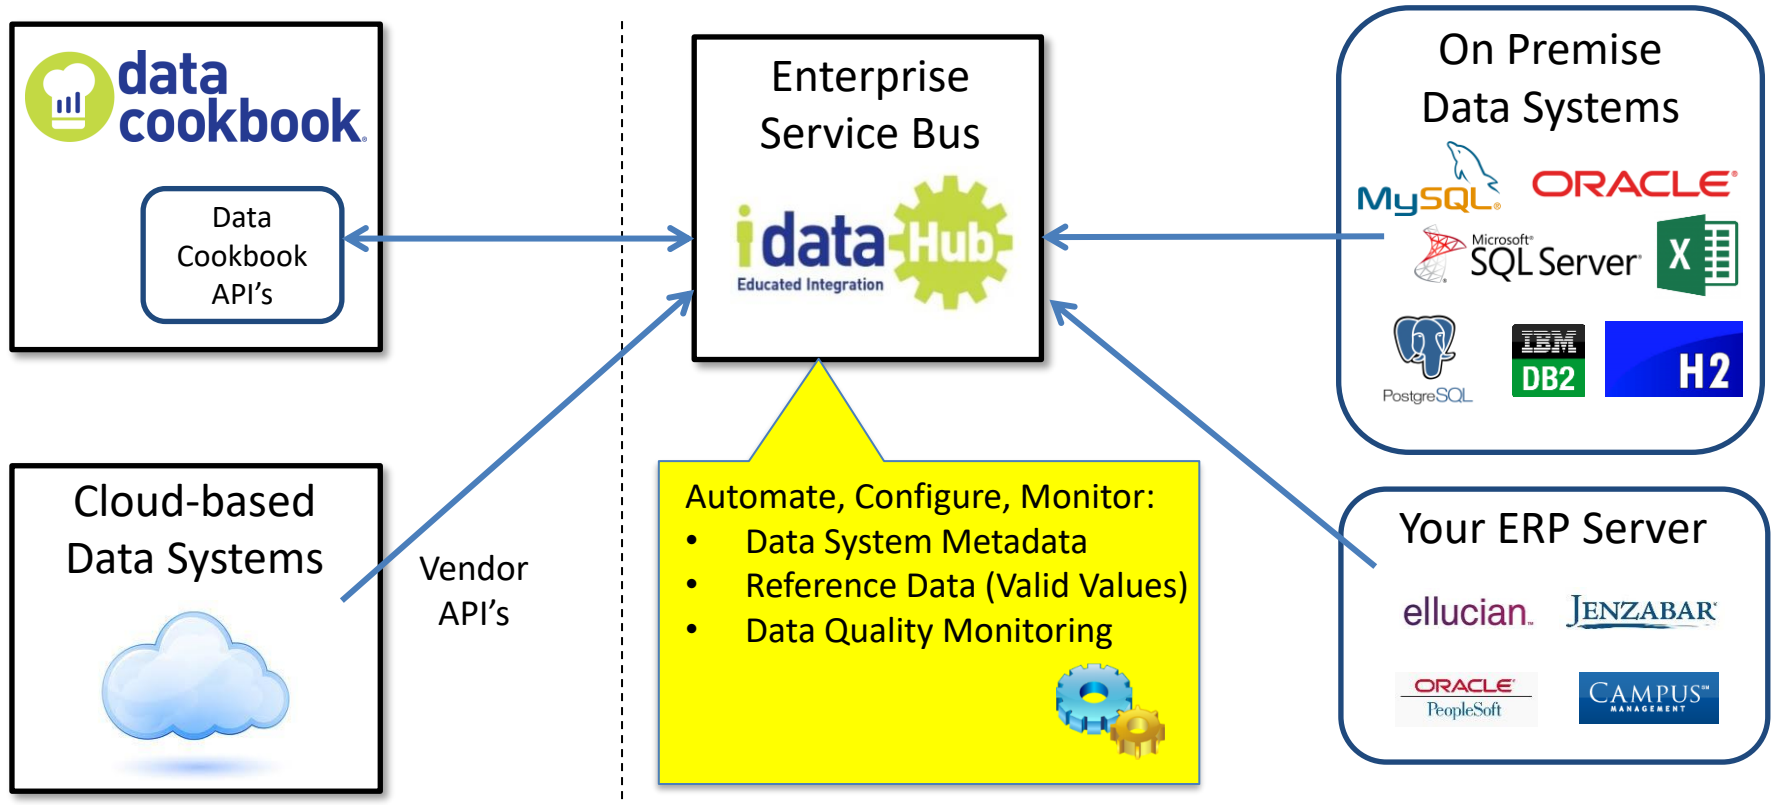 data
cookbook®
Data
Cookbook
API's
Cloud-based
Data Systems
Vendor
API's
Enterprise
Service Bus
idata Hub
Educated Integration
Automate, Configure, Monitor:
• Data System Metadata
• Reference Data (Valid Values)
• Data Quality Monitoring
On Premise
Data Systems
MySQL®
ORACLE®
Microsoft®
SQL Server®
X
PostgreSQL
IBM
DB2
H2
Your ERP Server
ellucian™
JENZABAR®
ORACLE®
PeopleSoft
CAMPUS℠
MANAGEMENT